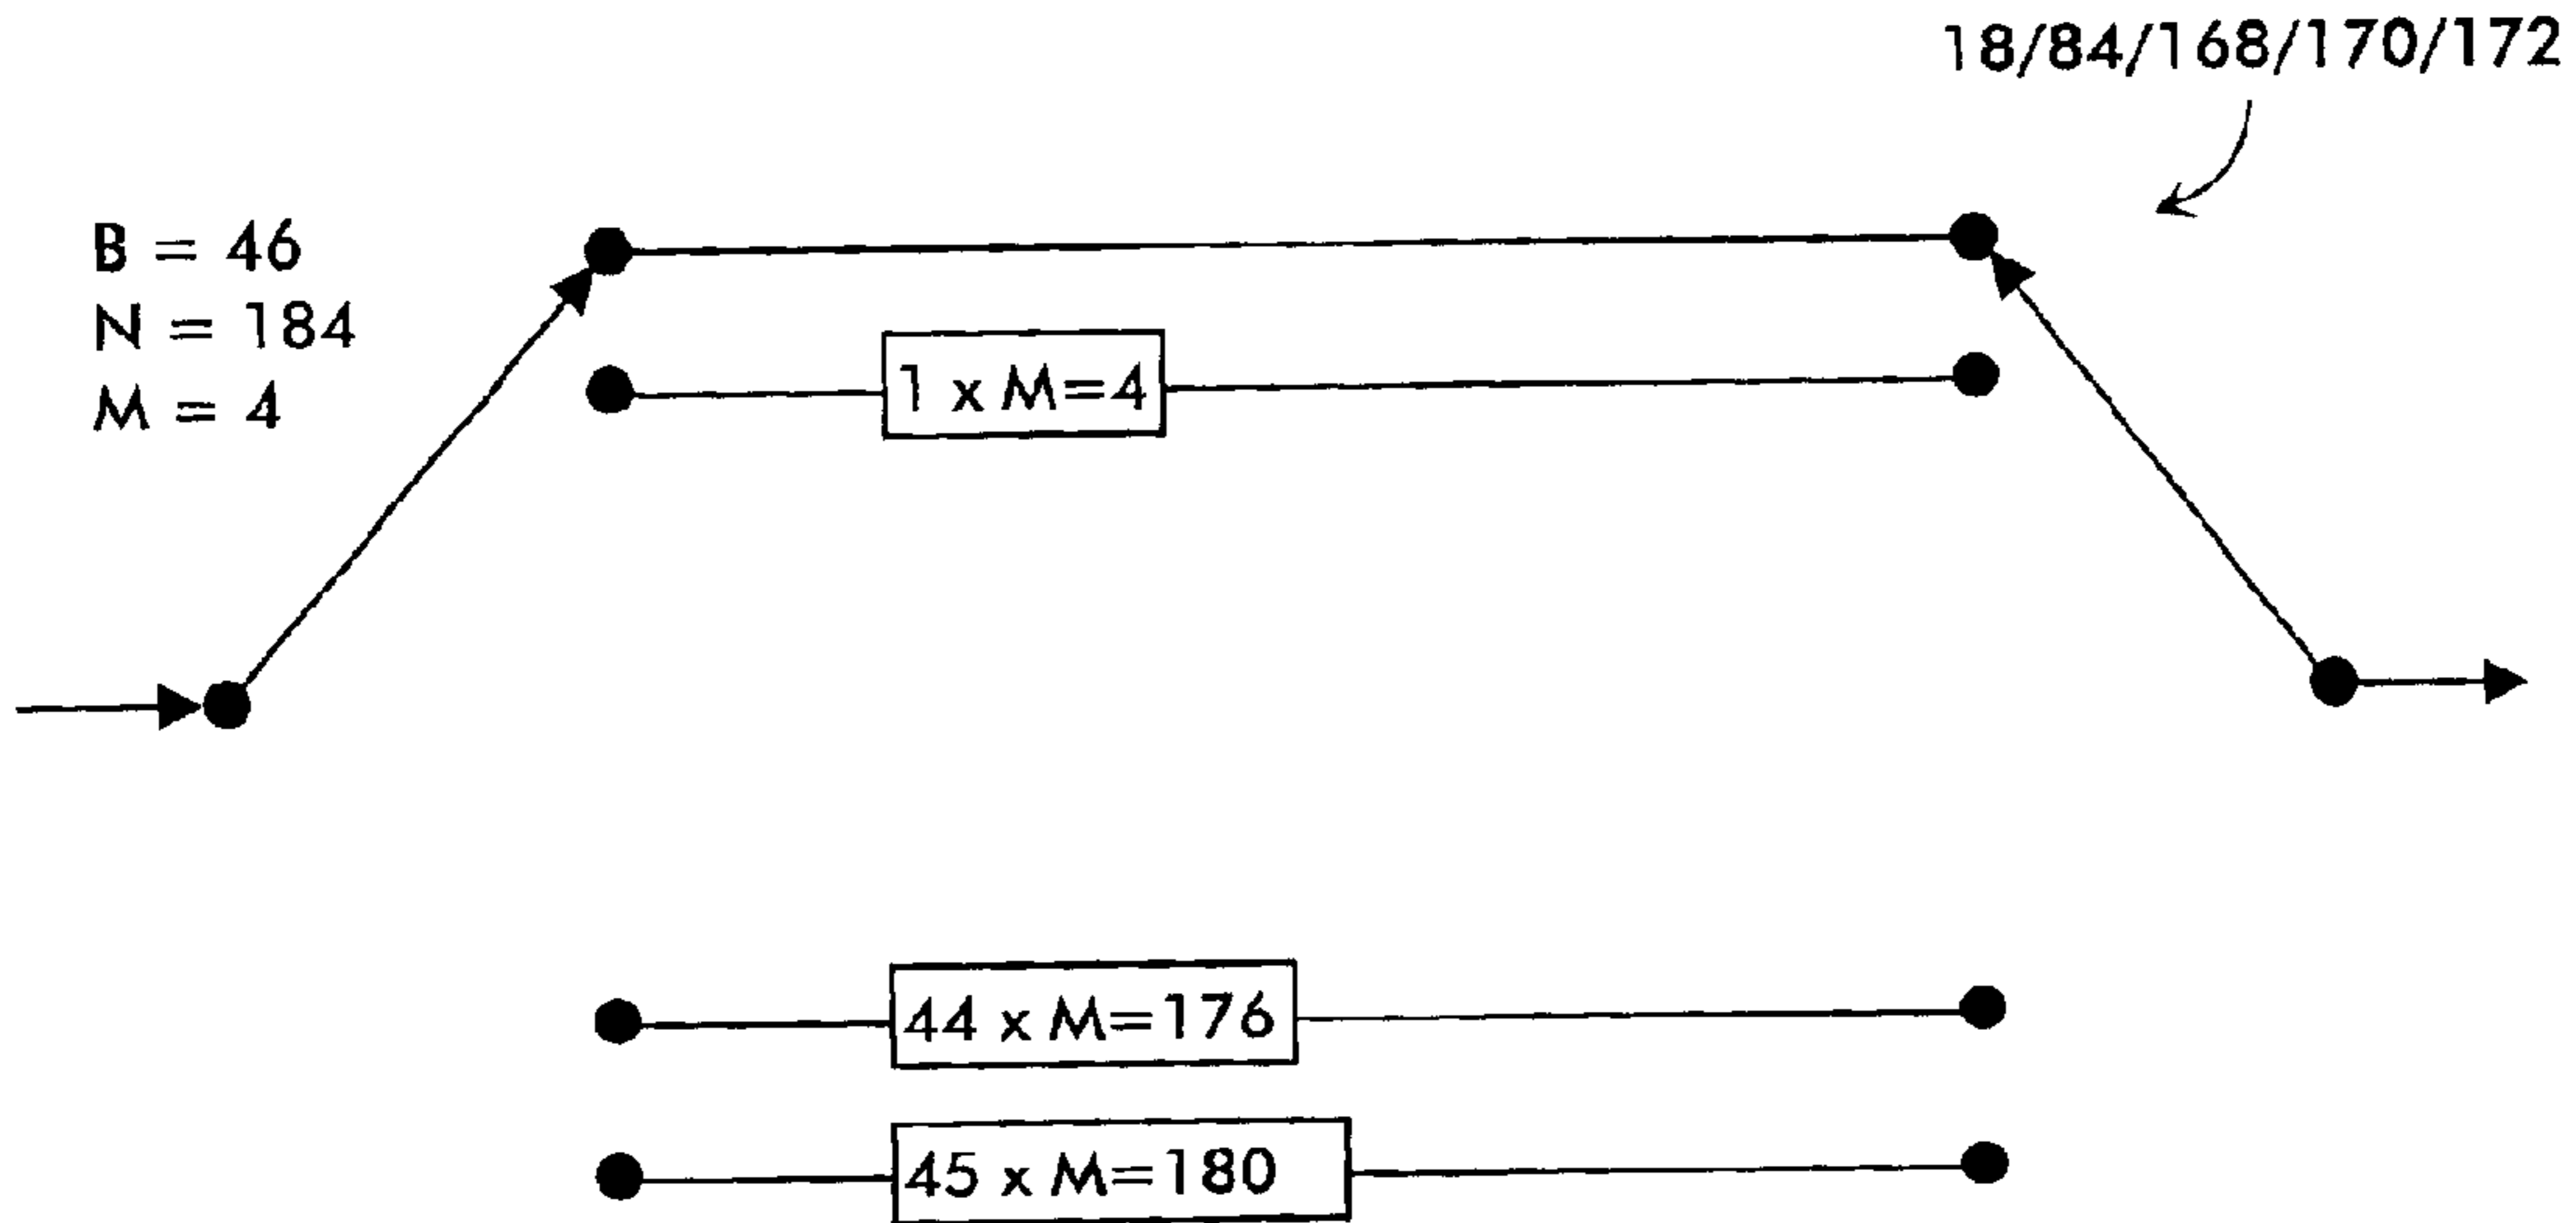 18/84/168/170/172
B = 46
N = 184
M = 4
1 x M=4
44 x M=176
45 x M=180